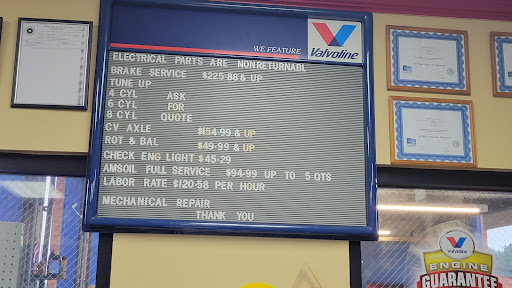 WE FEATURE
Valvoline
ELECTRICAL PARTS ARE NONRETURNABL
BRAKE SERVICE $225.88 & UP
TUNE UP
4 CYL ASK
6 CYL FOR
8 CYL QUOTE
CV AXLE $154.99 & UP
ROT & BAL $49.99 & UP
CHECK ENG LIGHT $45.29
AMSOIL FULL SERVICE $94.99 UP TO 5 QTS
LABOR RATE $120.58 PER HOUR
MECHANICAL REPAIR
THANK YOU
Valvoline
ENGINE
GUARANTEE